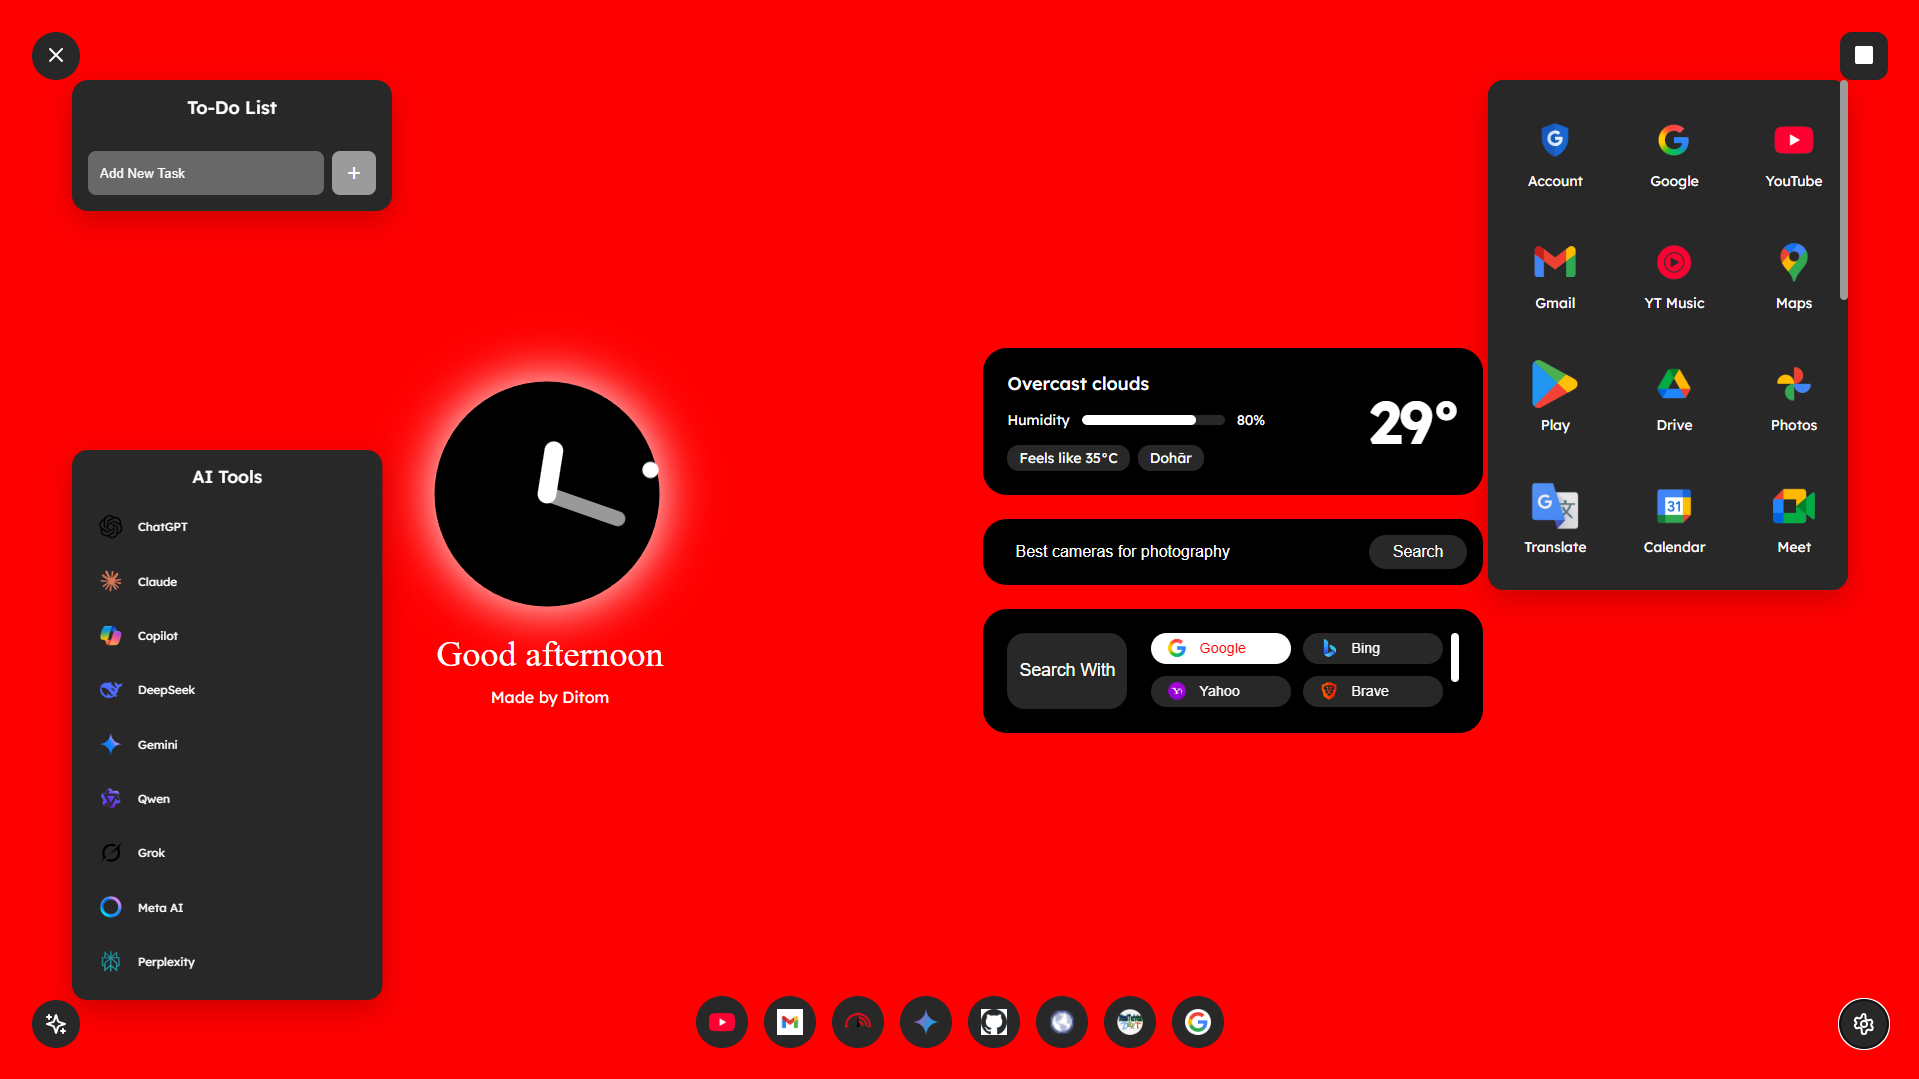 To-Do List
Add New Task
+
AI Tools
ChatGPT
Claude
Copilot
DeepSeek
Gemini
Qwen
Grok
Meta AI
Perplexity
Good afternoon
Made by Ditom
Overcast clouds
Humidity 80%
29°
Feels like 35°C Dohār
Best cameras for photography Search
Search With
Google Bing
Yahoo Brave
Account Google YouTube
Gmail YT Music Maps
Play Drive Photos
31
Translate Calendar Meet